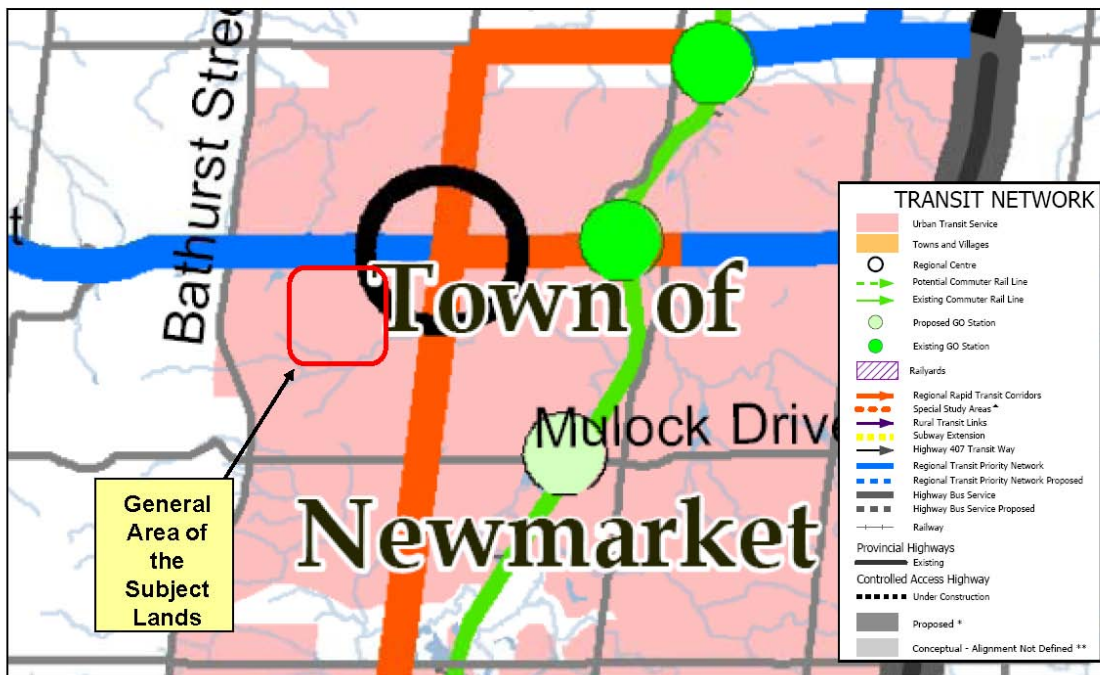 Bathurst Stree
t
Town of
Mulock Drive
Newmarket
General
Area of
the
Subject
Lands
TRANSIT NETWORK
Urban Transit Service
Towns and Villages
Regional Centre
Potential Commuter Rail Line
Existing Commuter Rail Line
Proposed GO Station
Existing GO Station
Railyards
Regional Rapid Transit Corridors
Special Study Areas ▲
Rural Transit Links
Subway Extension
Highway 407 Transit Way
Regional Transit Priority Network
Regional Transit Priority Network Proposed
Highway Bus Service
Highway Bus Service Proposed
Railway
Provincial Highways
Existing
Controlled Access Highway
Under Construction
Proposed *
Conceptual - Alignment Not Defined **